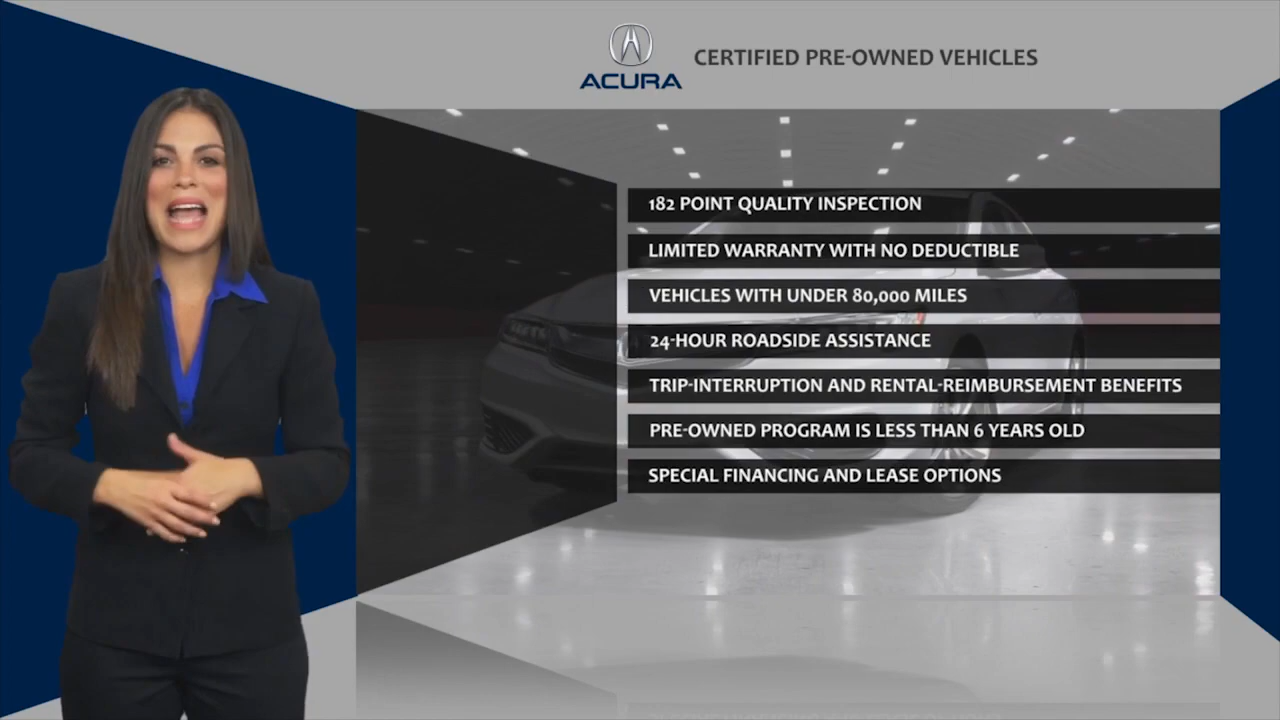 ACURA
CERTIFIED PRE-OWNED VEHICLES
182 POINT QUALITY INSPECTION
LIMITED WARRANTY WITH NO DEDUCTIBLE
VEHICLES WITH UNDER 80,000 MILES
24-HOUR ROADSIDE ASSISTANCE
TRIP-INTERRUPTION AND RENTAL-REIMBURSEMENT BENEFITS
PRE-OWNED PROGRAM IS LESS THAN 6 YEARS OLD
SPECIAL FINANCING AND LEASE OPTIONS